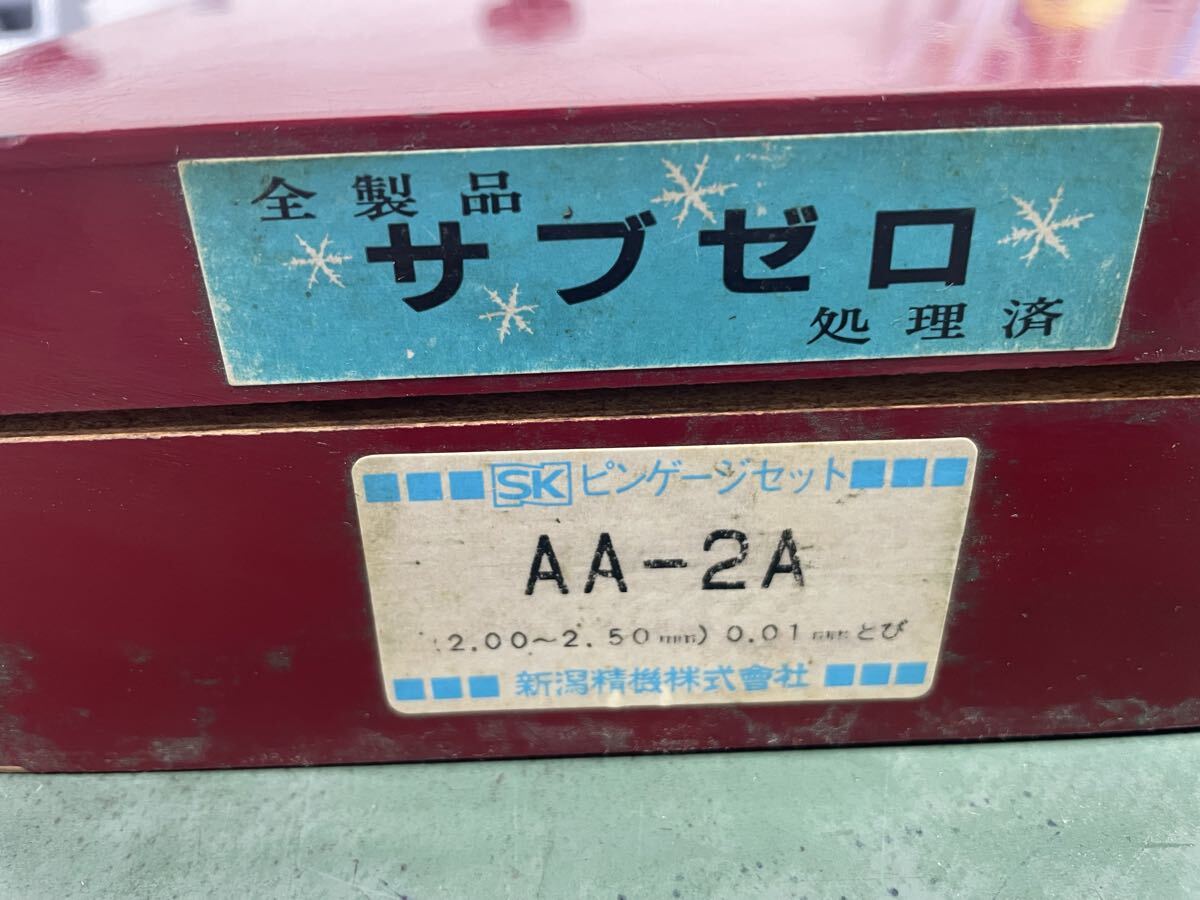 全製品
サブゼロ
処理済
SK ピンゲージセット
AA-2A
(2.00~2.50mm) 0.01mmとび
新潟精機株式會社